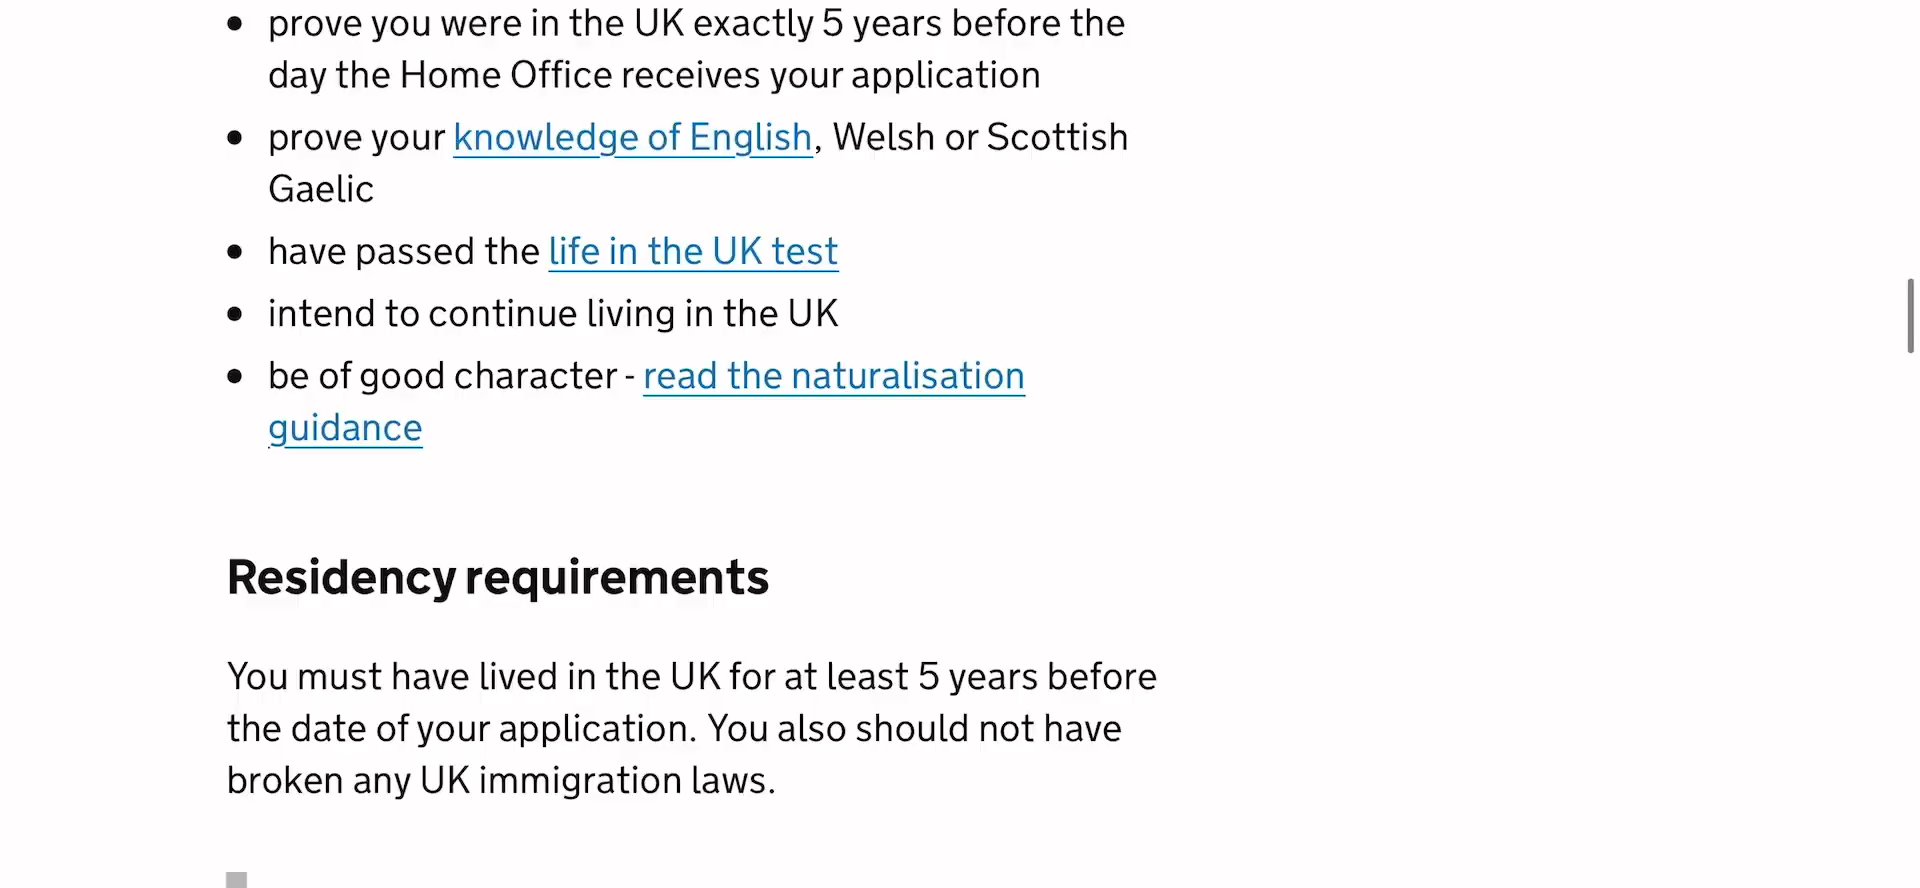 • prove you were in the UK exactly 5 years before the
day the Home Office receives your application
• prove your knowledge of English, Welsh or Scottish
Gaelic
• have passed the life in the UK test
• intend to continue living in the UK
• be of good character - read the naturalisation
guidance
Residency requirements
You must have lived in the UK for at least 5 years before
the date of your application. You also should not have
broken any UK immigration laws.